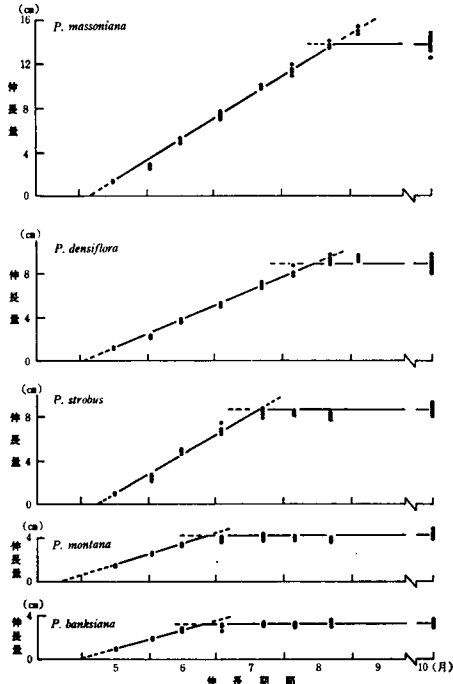 (cm)
P. massoniana
16
12
8
4
0
伸長量
(cm)
P. densiflora
8
4
0
伸長量
(cm)
P. strobus
8
4
0
伸長量
(cm)
P. montana
4
0
伸長量
(cm)
P. banksiana
4
0
伸長量
5 6 7 8 9 10 (月)
伸長期間